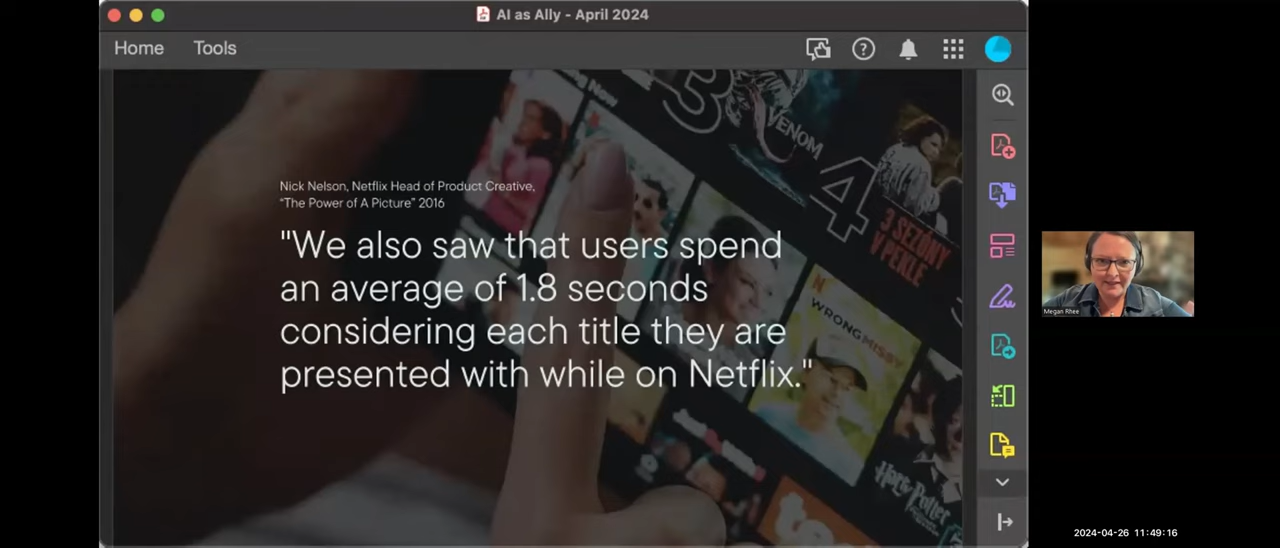 AI as Ally - April 2024
Home
Tools
Now
3
VENOM
4
3 SEZONY
V PEKLE
Nick Nelson, Netflix Head of Product Creative,
“The Power of A Picture” 2016
"We also saw that users spend
an average of 1.8 seconds
considering each title they are
presented with while on Netflix."
N
WRONG MISSY
Harry Potter
Megan Rhee
2024-04-26 11:49:16